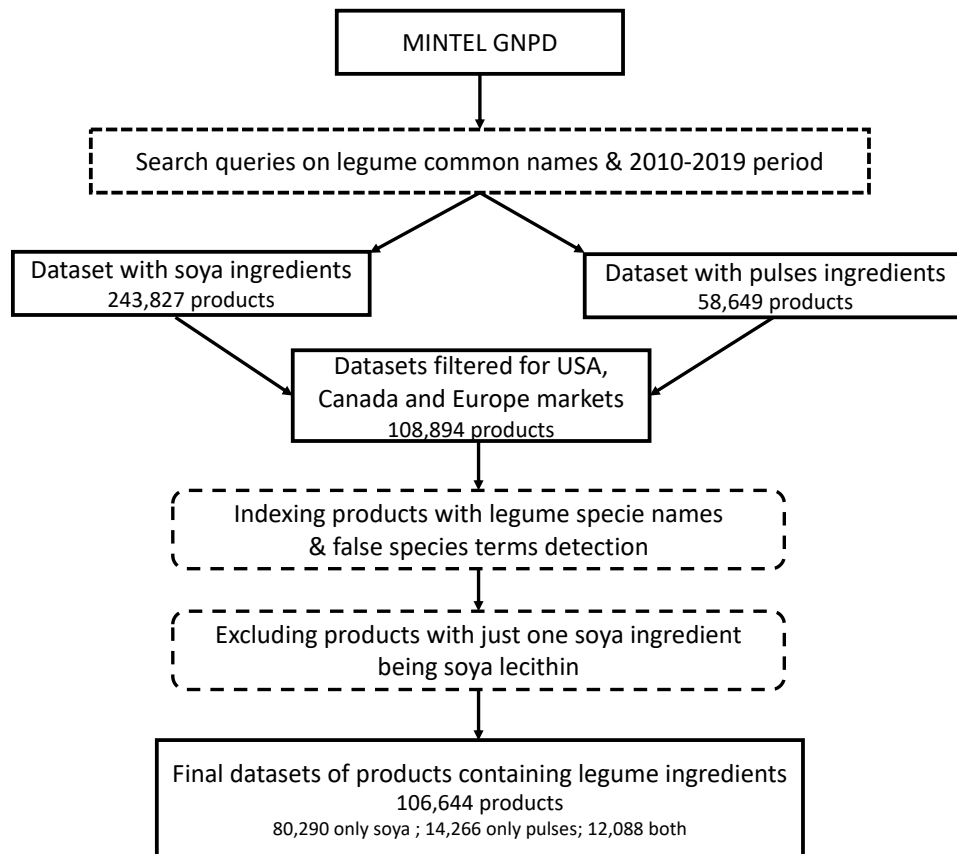 MINTEL GNPD
Search queries on legume common names & 2010-2019 period
Dataset with soya ingredients
243,827 products
Dataset with pulses ingredients
58,649 products
Datasets filtered for USA,
Canada and Europe markets
108,894 products
Indexing products with legume specie names
& false species terms detection
Excluding products with just one soya ingredient
being soya lecithin
Final datasets of products containing legume ingredients
106,644 products
80,290 only soya ; 14,266 only pulses; 12,088 both